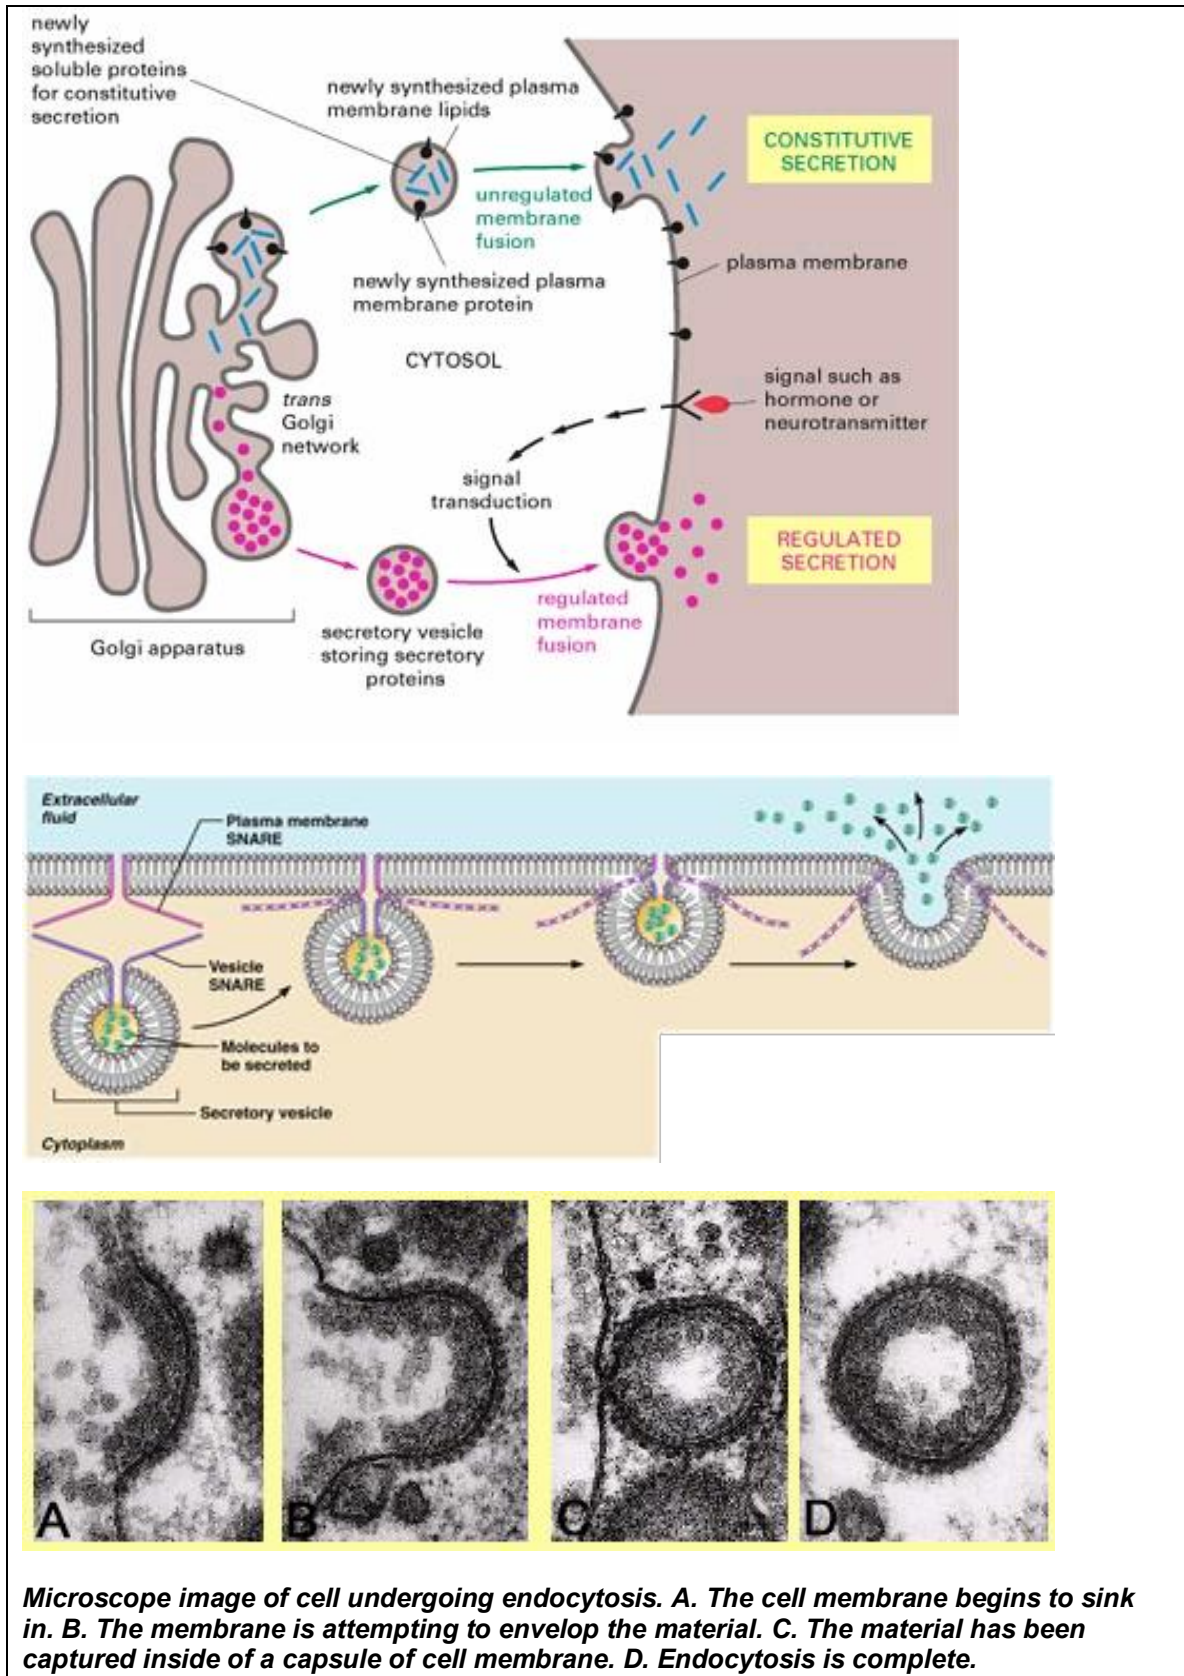 newly
synthesized
soluble proteins
for constitutive
secretion
newly synthesized plasma
membrane lipids
CONSTITUTIVE
SECRETION
unregulated
membrane
fusion
newly synthesized plasma
membrane protein
plasma membrane
CYTOSOL
signal such as
hormone or
neurotransmitter
trans
Golgi
network
signal
transduction
REGULATED
SECRETION
regulated
membrane
fusion
Golgi apparatus
secretory vesicle
storing secretory
proteins
Extracellular
fluid
Plasma membrane
SNARE
Vesicle
SNARE
Molecules to
be secreted
Secretory vesicle
Cytoplasm
A
B
C
D
Microscope image of cell undergoing endocytosis. A. The cell membrane begins to sink
in. B. The membrane is attempting to envelop the material. C. The material has been
captured inside of a capsule of cell membrane. D. Endocytosis is complete.